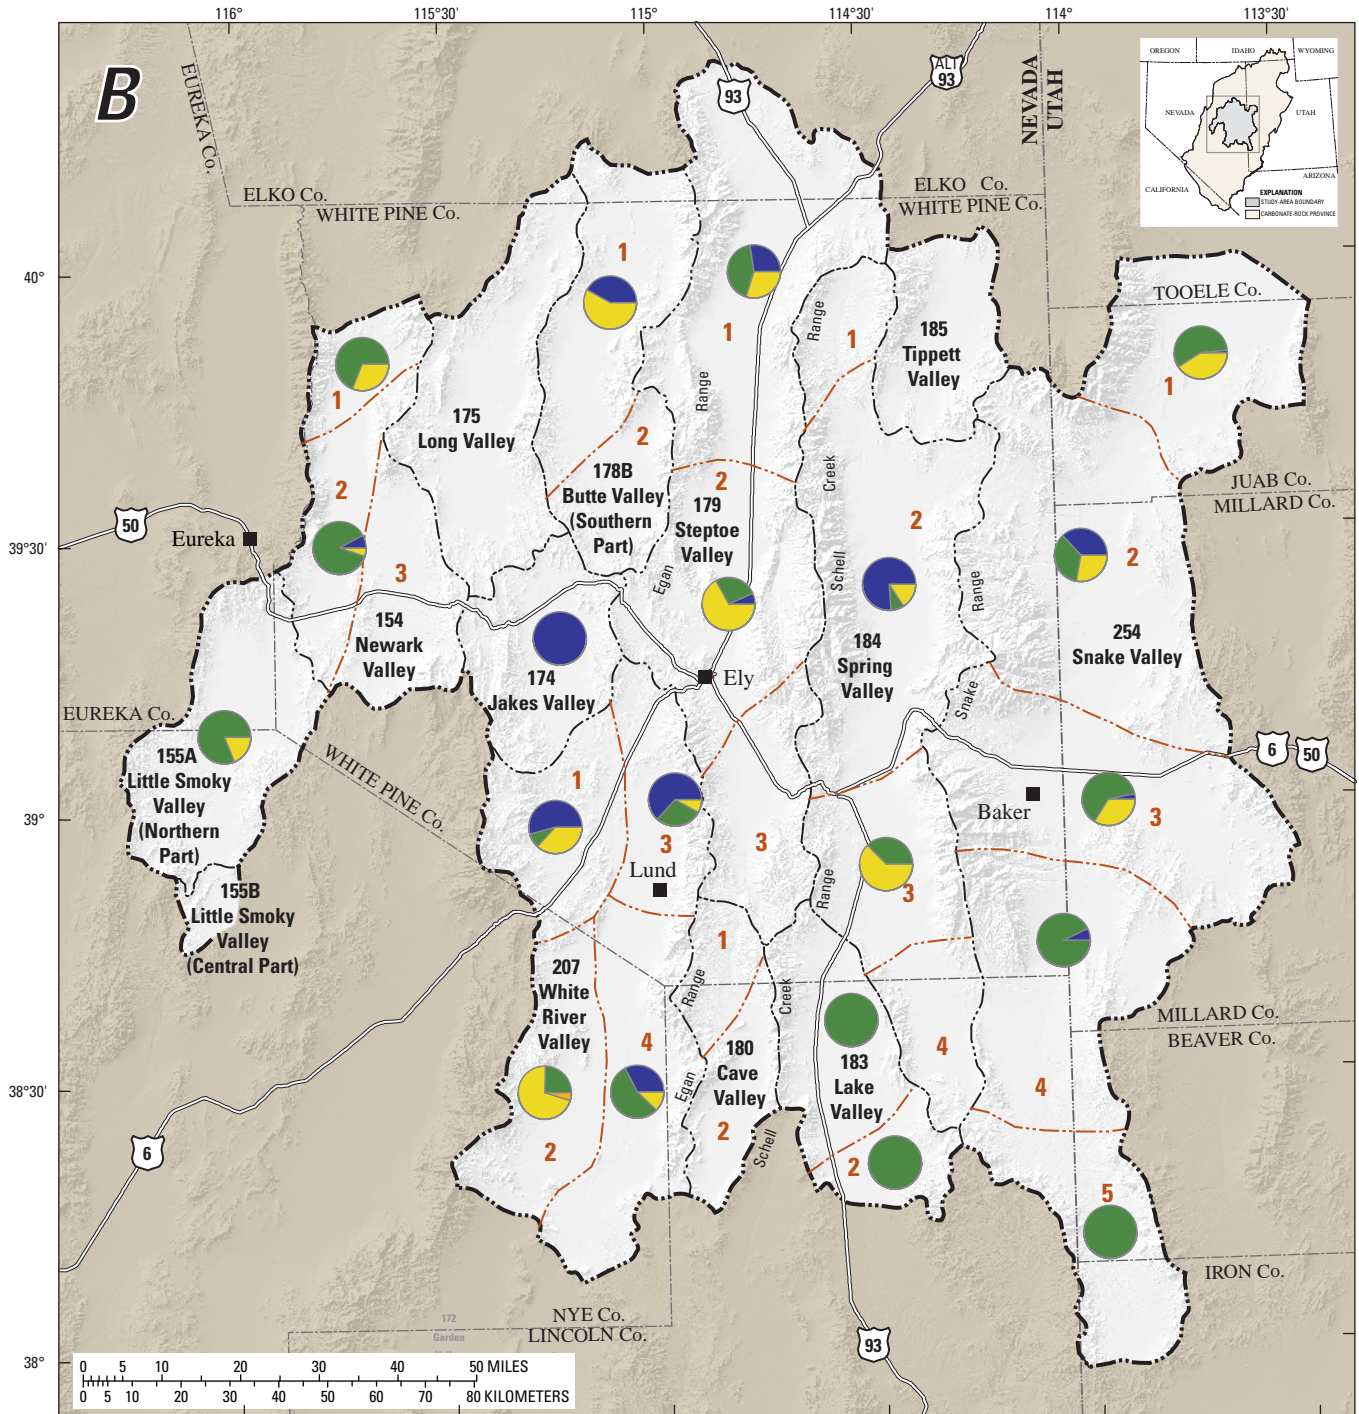 116°
115°30'
115°
114°30'
114°
113°30'
B
EUREKA Co.
93
ALT
93
NEVADA
UTAH
OREGON
IDAHO
WYOMING
NEVADA
UTAH
CALIFORNIA
ARIZONA
EXPLANATION
STUDY-AREA BOUNDARY
CARBONATE-ROCK PROVINCE
ELKO Co.
WHITE PINE Co.
ELKO Co.
WHITE PINE Co.
40°
1
1
Range
1
185
Tippett
Valley
TOOELE Co.
1
1
Range
175
Long Valley
2
178B
Butte Valley
(Southern
Part)
2
179
Steptoe
Valley
Creek
2
JUAB Co.
MILLARD Co.
2
50
Eureka
39°30'
3
Egan
Schell
Range
2
154
Newark
Valley
174
Jakes Valley
Ely
184
Spring
Valley
254
Snake Valley
Snake
EUREKA Co.
WHITE PINE Co.
155A
Little Smoky
Valley
(Northern
Part)
6
50
1
39°
3
Lund
3
Range
3
Baker
3
155B
Little Smoky
Valley
(Central Part)
207
White
River
Valley
1
Range
Creek
MILLARD Co.
BEAVER Co.
4
180
Cave
Valley
183
Lake
Valley
4
4
38°30'
Egan
2
Schell
2
2
6
5
IRON Co.
NYE Co.
LINCOLN Co.
172
Garden
93
38°
0 5 10 20 30 40 50 MILES
0 5 10 20 30 40 50 60 70 80 KILOMETERS